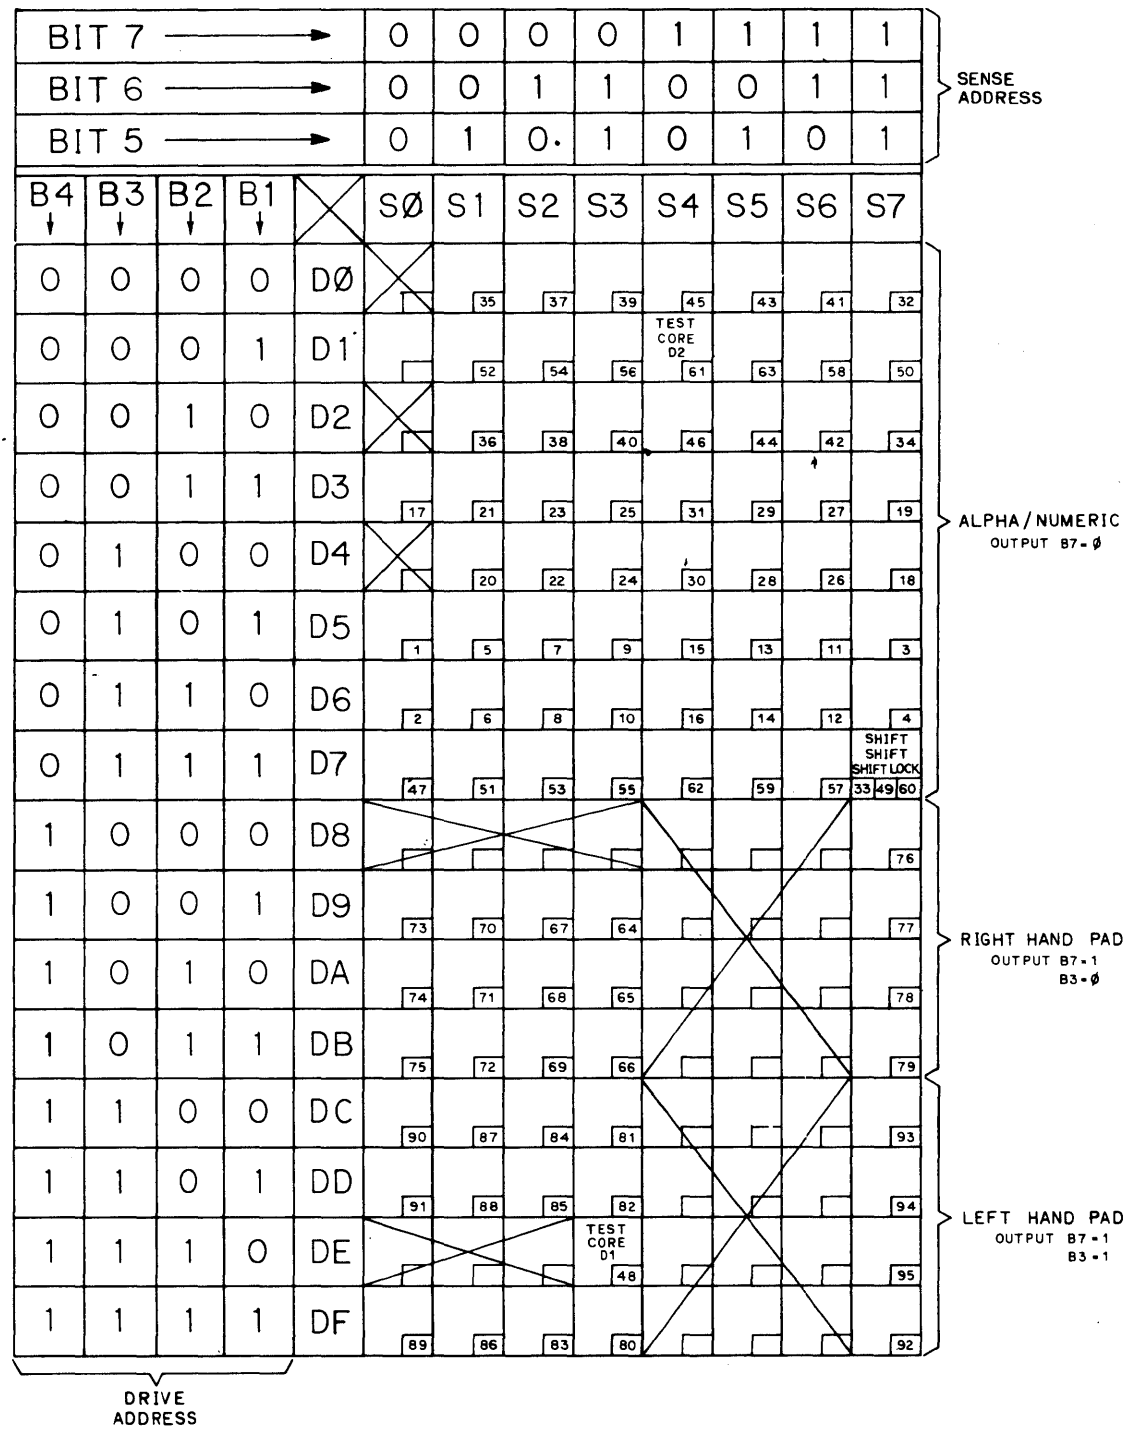 BIT 7 0 0 0 0 1 1 1 1
BIT 6 0 0 1 1 0 0 1 1
BIT 5 0 1 0. 1 0 1 0 1
SENSE
ADDRESS
B4 B3 B2 B1 SØ S1 S2 S3 S4 S5 S6 S7
0 0 0 0 DØ 35 37 39 45 43 41 32
0 0 0 1 D1 52 54 56 TEST CORE D2 61 63 58 50
0 0 1 0 D2 36 38 40 46 44 42 34
0 0 1 1 D3 17 21 23 25 31 29 27 19
0 1 0 0 D4 20 22 24 30 28 26 18
0 1 0 1 D5 1 5 7 9 15 13 11 3
0 1 1 0 D6 2 6 8 10 16 14 12 4
0 1 1 1 D7 47 51 53 55 62 59 57 SHIFT SHIFT SHIFT LOCK 33 49 60
ALPHA/NUMERIC
OUTPUT B7=Ø
1 0 0 0 D8 76
1 0 0 1 D9 73 70 67 64 77
1 0 1 0 DA 74 71 68 65 78
1 0 1 1 DB 75 72 69 66 79
RIGHT HAND PAD
OUTPUT B7=1
B3=Ø
1 1 0 0 DC 90 87 84 81 93
1 1 0 1 DD 91 88 85 82 94
1 1 1 0 DE TEST CORE D1 48 95
1 1 1 1 DF 89 86 83 80 92
LEFT HAND PAD
OUTPUT B7=1
B3=1
DRIVE
ADDRESS